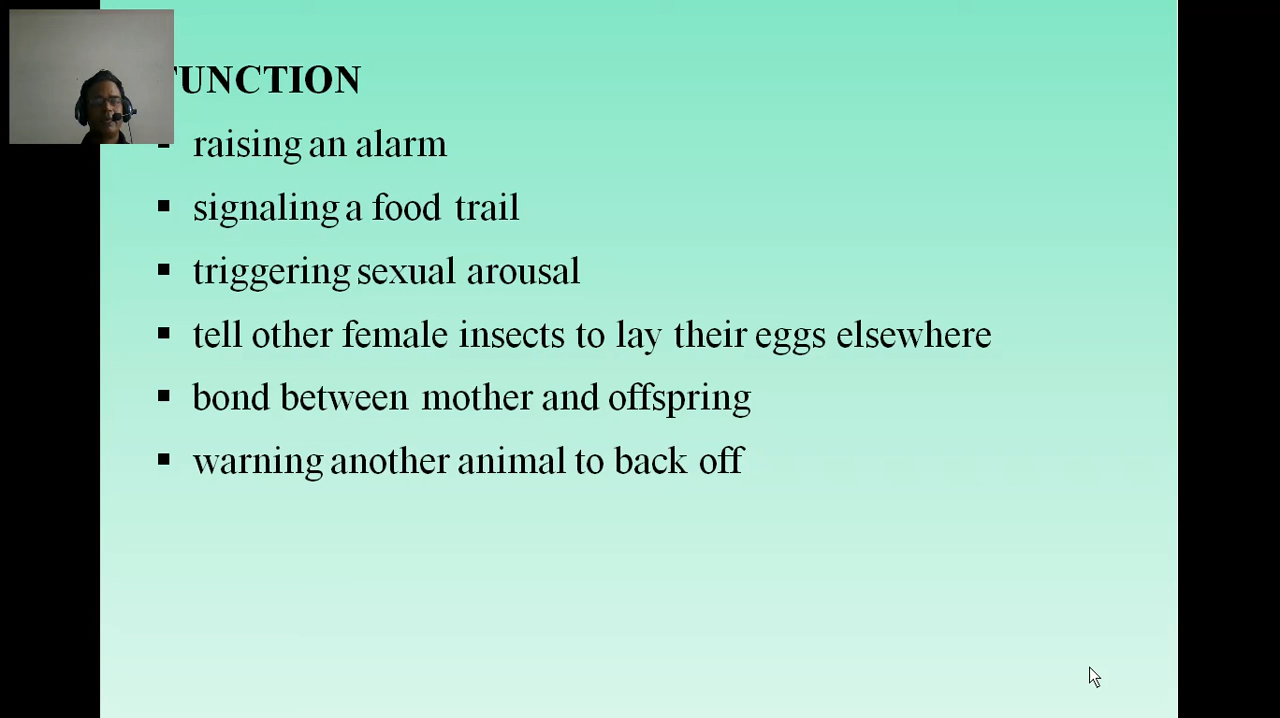 FUNCTION
raising an alarm
signaling a food trail
triggering sexual arousal
tell other female insects to lay their eggs elsewhere
bond between mother and offspring
warning another animal to back off